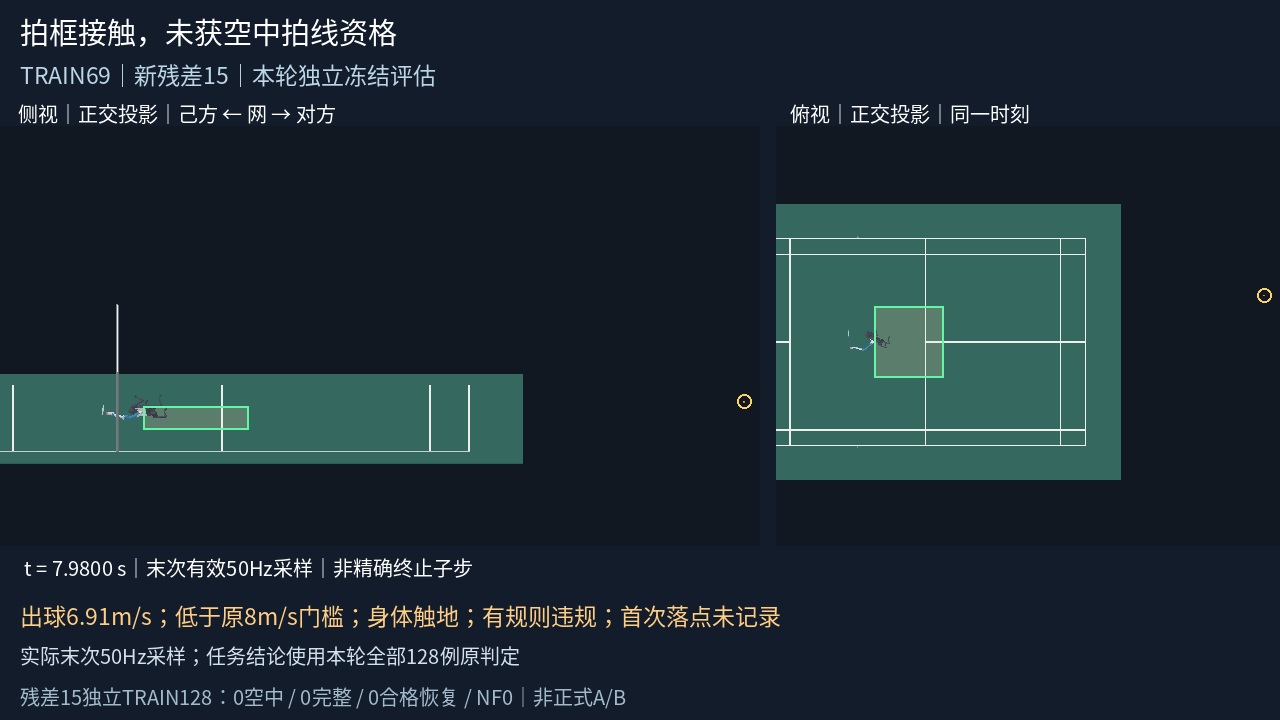 拍框接触，未获空中拍线资格
TRAIN69｜新残差15｜本轮独立冻结评估
侧视｜正交投影｜己方 ← 网 → 对方
俯视｜正交投影｜同一时刻
t = 7.9800 s｜末次有效50Hz采样｜非精确终止子步
出球6.91m/s；低于原8m/s门槛；身体触地；有规则违规；首次落点未记录
实际末次50Hz采样；任务结论使用本轮全部128例原判定
残差15独立TRAIN128：0空中 / 0完整 / 0合格恢复 / NF0｜非正式A/B